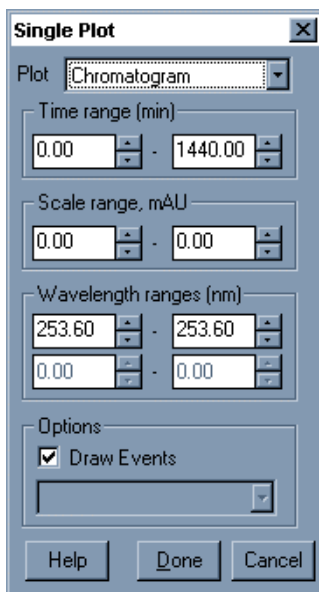 Single Plot
Plot Chromatogram
Time range (min)
0.00 - 1440.00
Scale range, mAU
0.00 - 0.00
Wavelength ranges (nm)
253.60 - 253.60
0.00 - 0.00
Options
Draw Events
Help Done Cancel